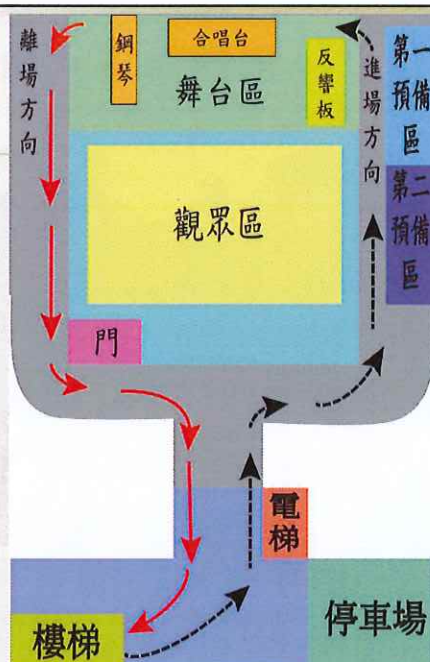 離場方向
鋼琴
合唱台
舞台區
反響板
進場方向
第一
預備
區
第二
預備
區
觀眾區
門
電梯
樓梯
停車場